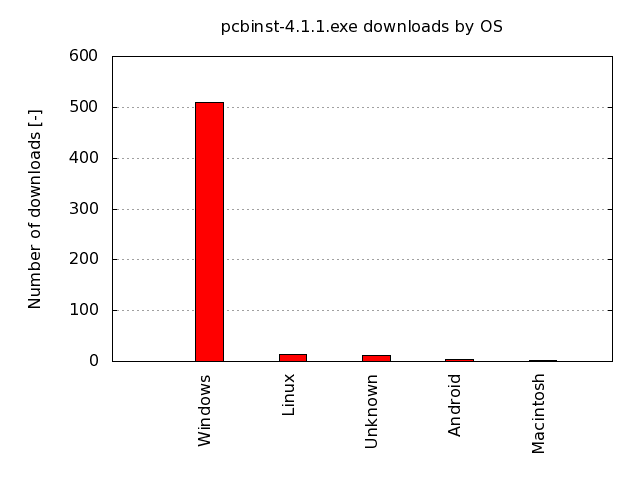 pcbinst-4.1.1.exe downloads by OS
600
500
400
300
200
100
0
Number of downloads [-]
Windows
Linux
Unknown
Android
Macintosh